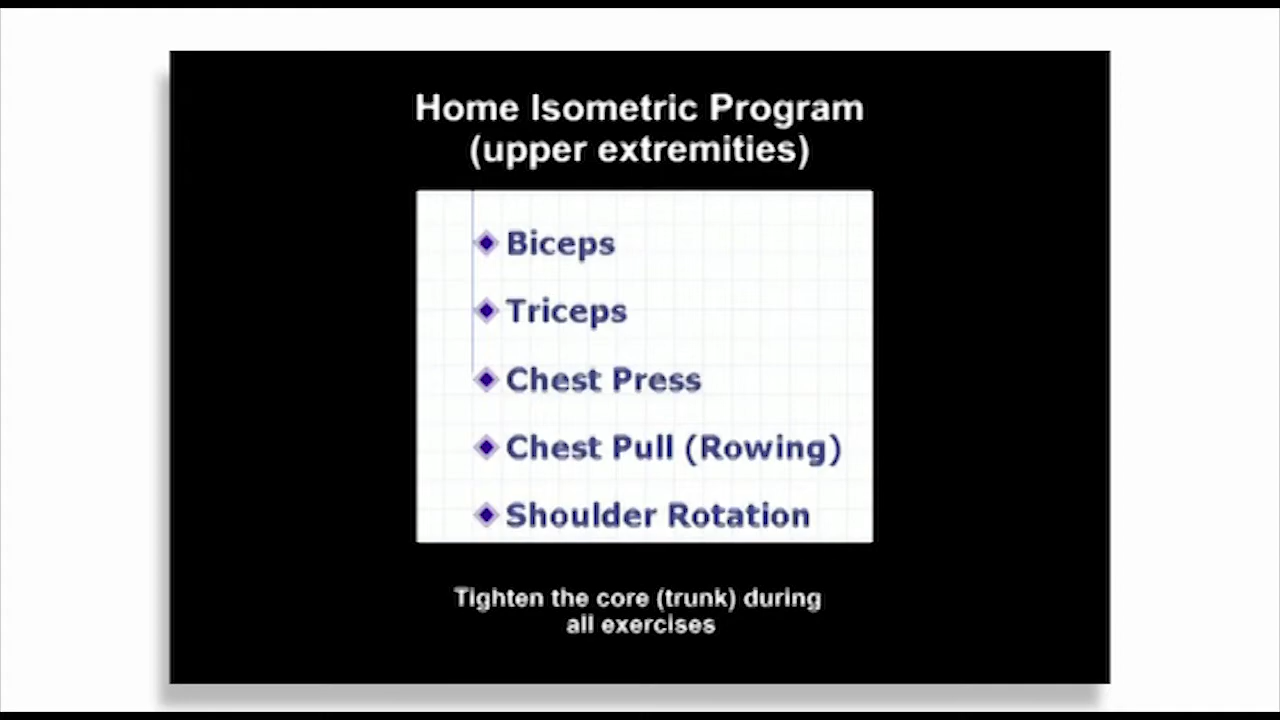 Home Isometric Program
(upper extremities)
Biceps
Triceps
Chest Press
Chest Pull (Rowing)
Shoulder Rotation
Tighten the core (trunk) during
all exercises